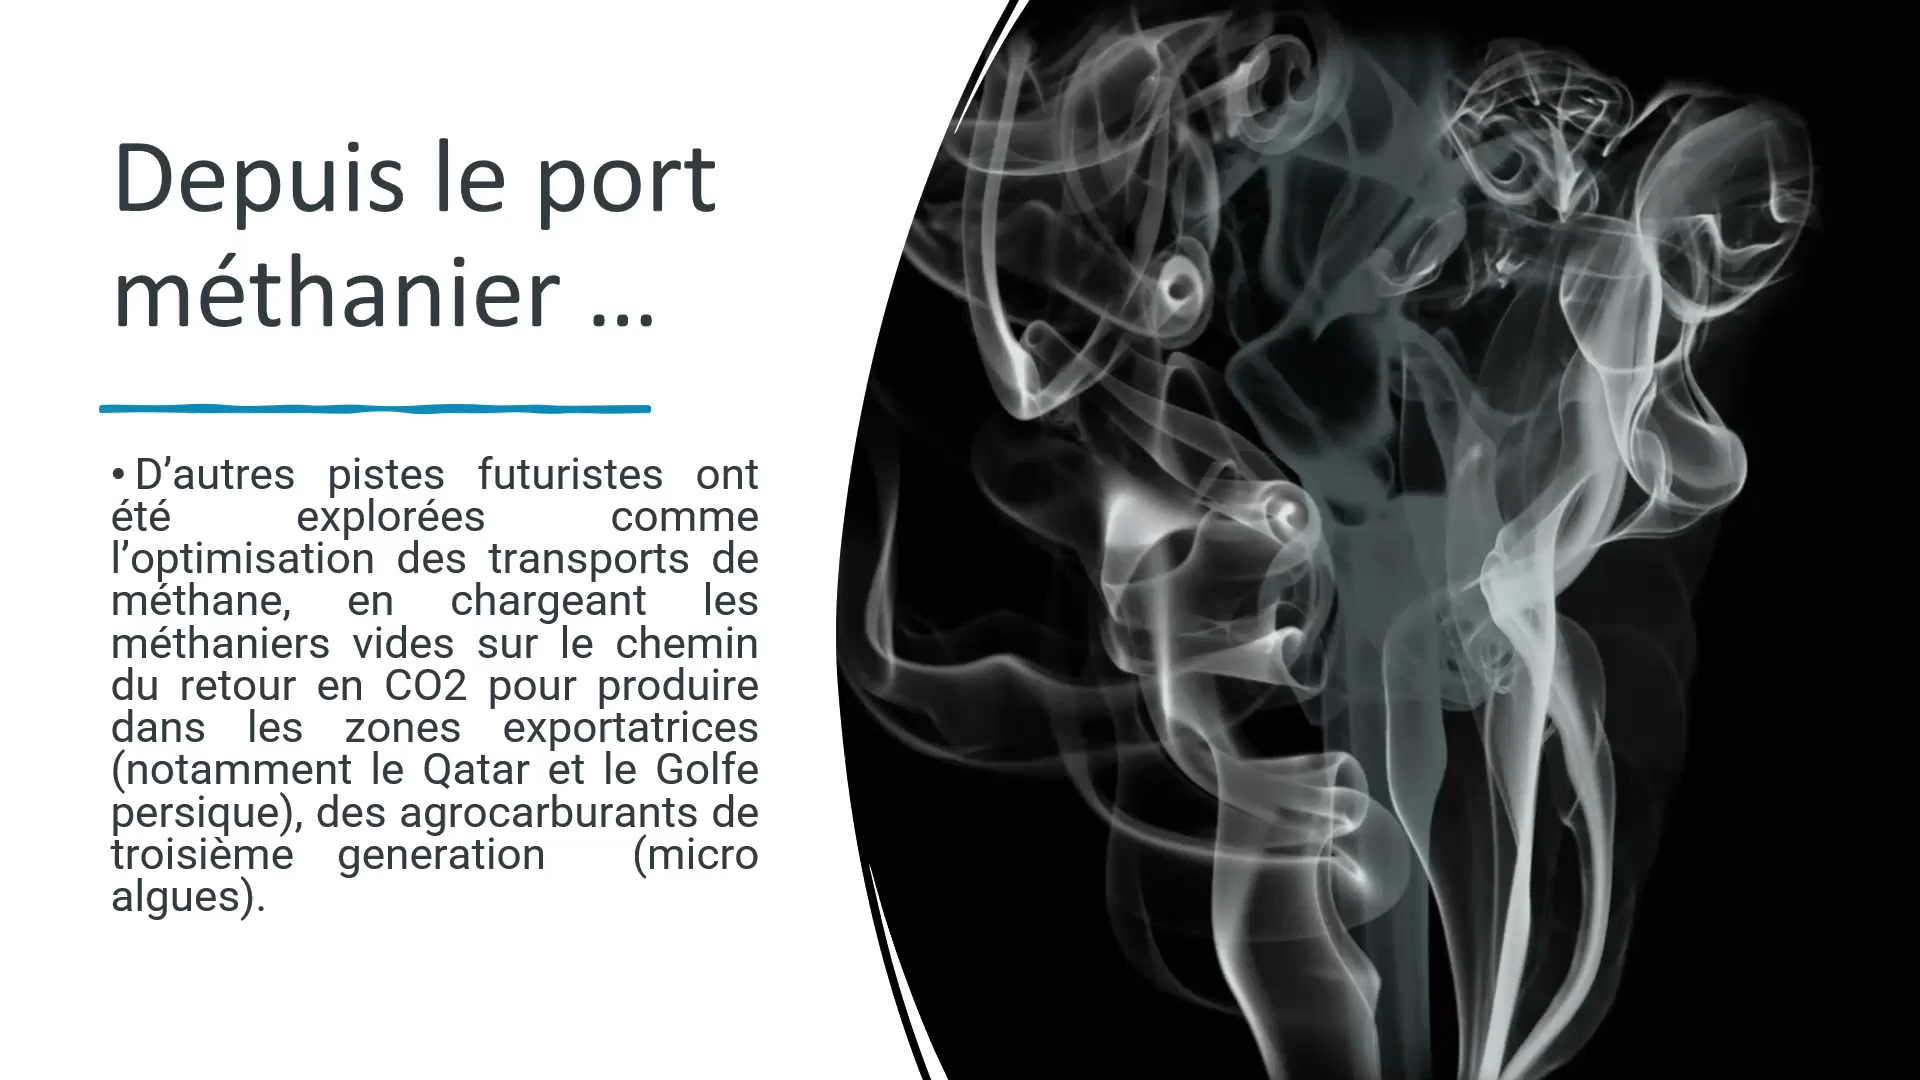 Depuis le port
méthanier ...
• D’autres pistes futuristes ont
été explorées comme
l’optimisation des transports de
méthane, en chargeant les
méthaniers vides sur le chemin
du retour en CO2 pour produire
dans les zones exportatrices
(notamment le Qatar et le Golfe
persique), des agrocarburants de
troisième generation (micro
algues).